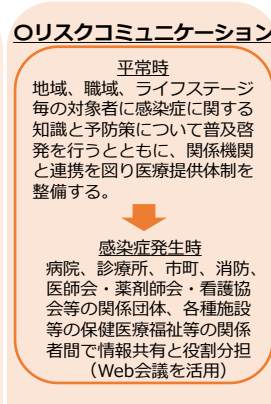 〇リスクコミュニケーション
平常時
地域、職域、ライフステージ
毎の対象者に感染症に関する
知識と予防策について普及啓
発を行うとともに、関係機関
と連携を図り医療提供体制を
整備する。
感染症発生時
病院、診療所、市町、消防、
医師会・薬剤師会・看護協
会等の関係団体、各種施設
等の保健医療福祉等の関係
者間で情報共有と役割分担
（Web会議を活用）